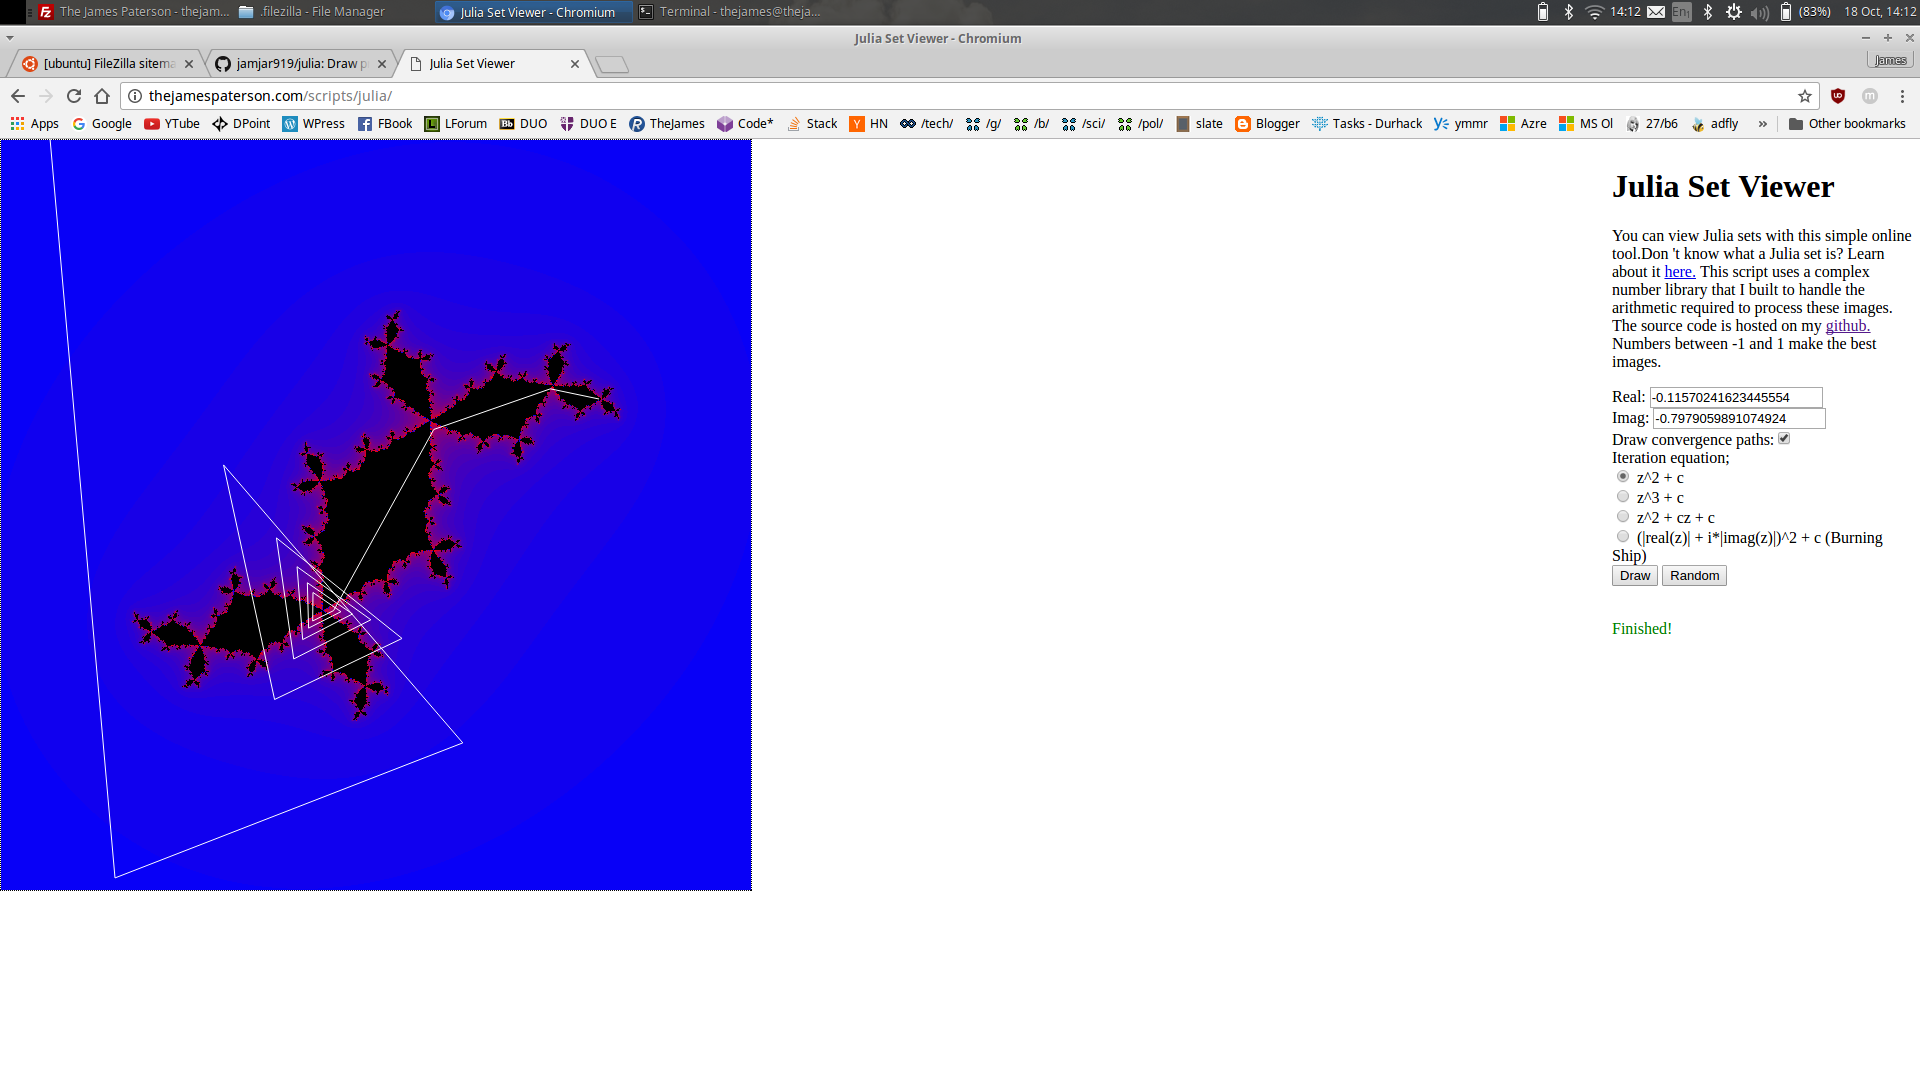 The James Paterson - thejam... .filezilla - File Manager Julia Set Viewer - Chromium Terminal - thejames@theja... 14:12 En1 (83%) 18 Oct, 14:12
Julia Set Viewer - Chromium
[ubuntu] FileZilla sitema jamjar919/julia: Draw p Julia Set Viewer James
thejamespaterson.com/scripts/julia/
Apps Google YTube DPoint WPress FBook LForum DUO DUO E TheJames Code* Stack HN /tech/ /g/ /b/ /sci/ /pol/ slate Blogger Tasks - Durhack ymmr Azre MS Ol 27/b6 adfly » Other bookmarks
Julia Set Viewer
You can view Julia sets with this simple online
tool.Don 't know what a Julia set is? Learn
about it here. This script uses a complex
number library that I built to handle the
arithmetic required to process these images.
The source code is hosted on my github.
Numbers between -1 and 1 make the best
images.
Real: -0.11570241623445554
Imag: -0.7979059891074924
Draw convergence paths:
Iteration equation;
z^2 + c
z^3 + c
z^2 + cz + c
(|real(z)| + i*|imag(z)|)^2 + c (Burning
Ship)
Draw Random
Finished!